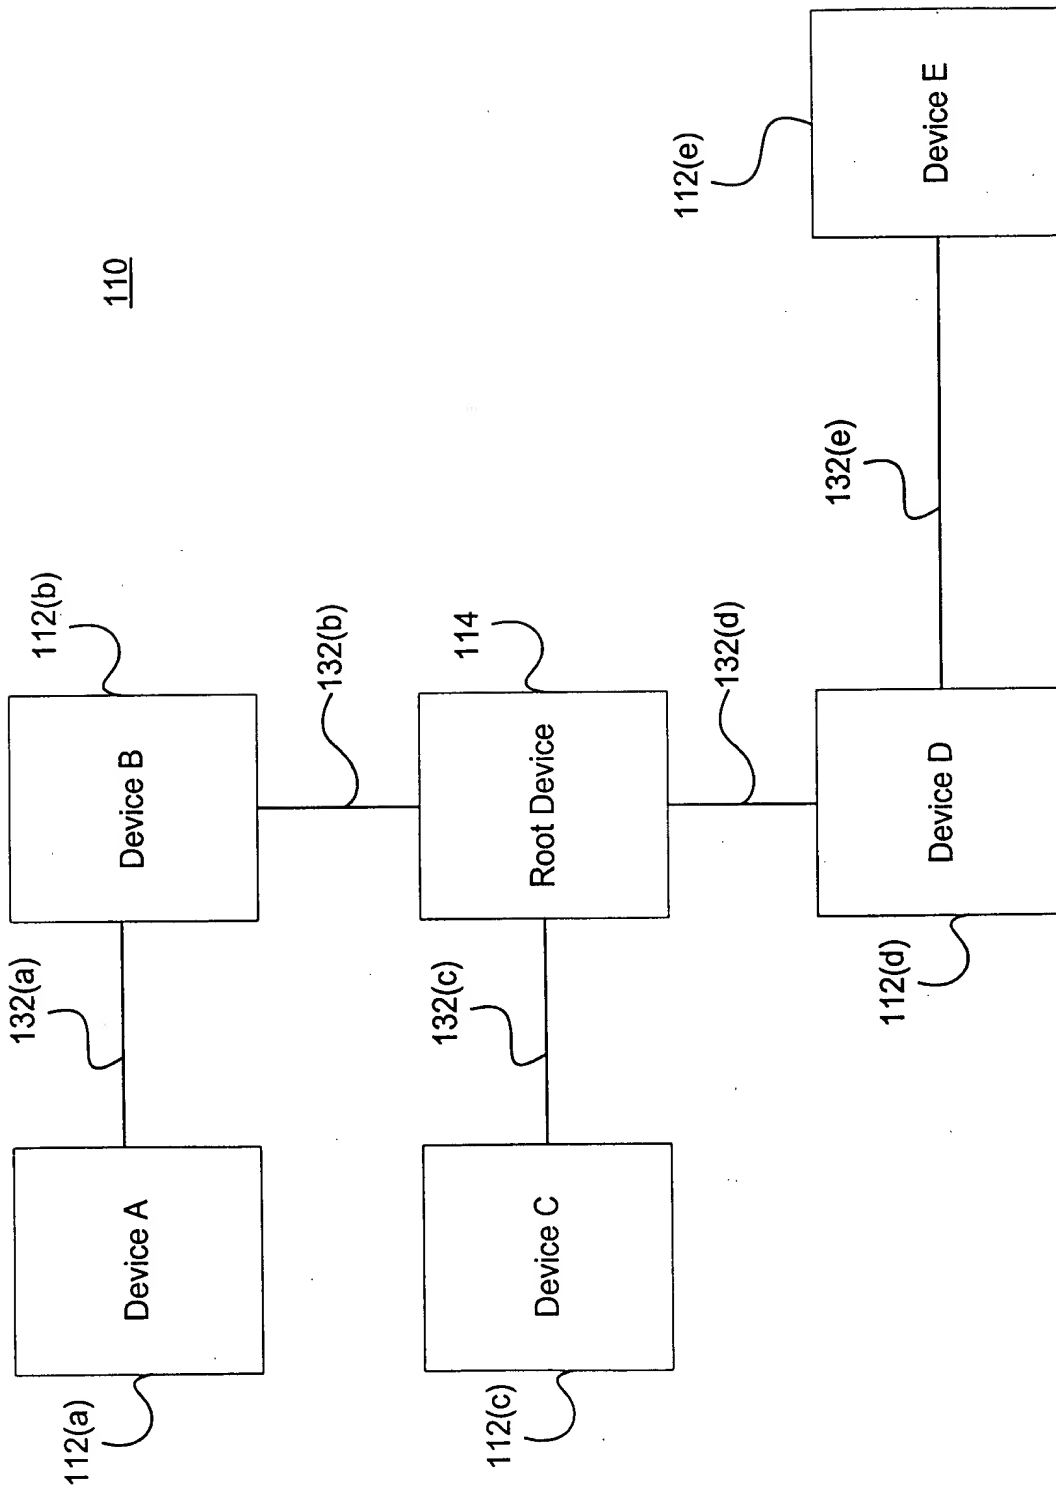 110
112(a)
Device A
132(a)
Device B
112(b)
132(b)
112(c)
Device C
132(c)
Root Device
114
132(d)
112(d)
Device D
132(e)
112(e)
Device E